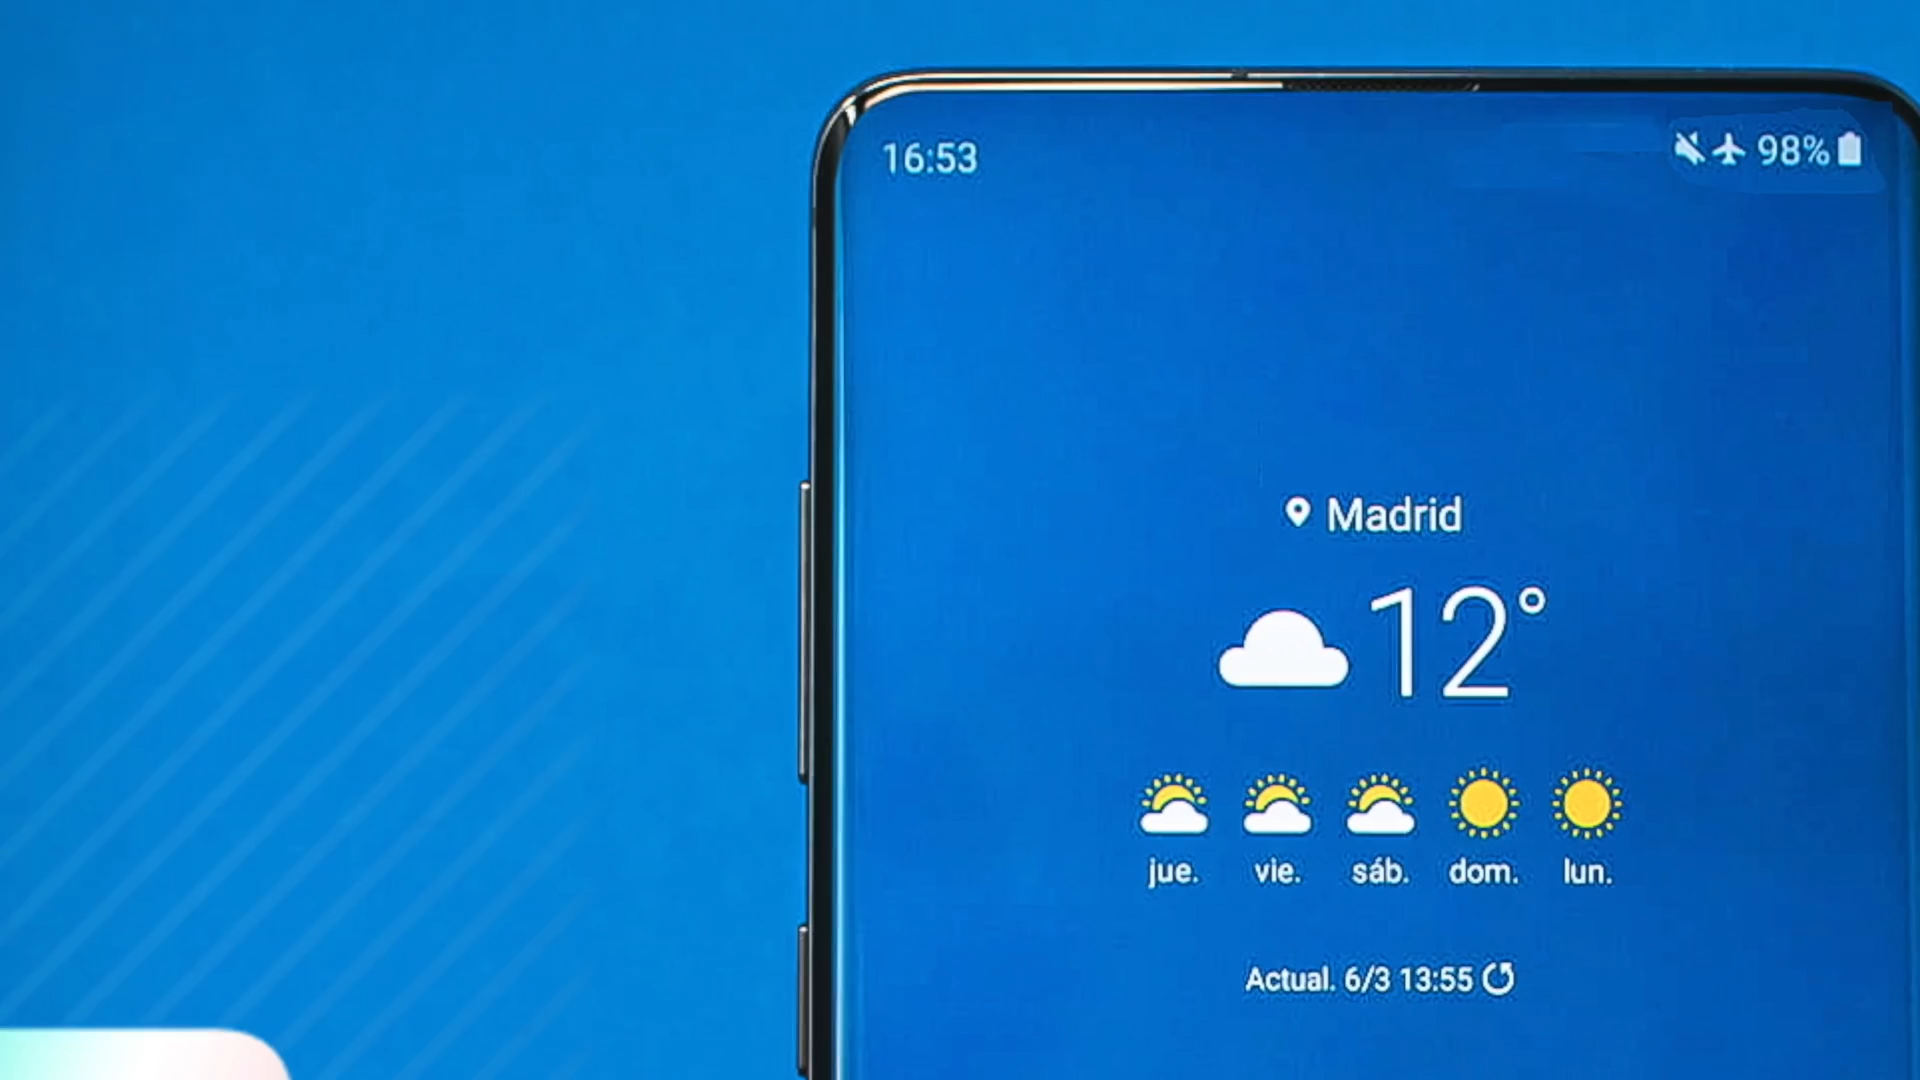 16:53
98%
Madrid
12°
jue. vie. sáb. dom. lun.
Actual. 6/3 13:55